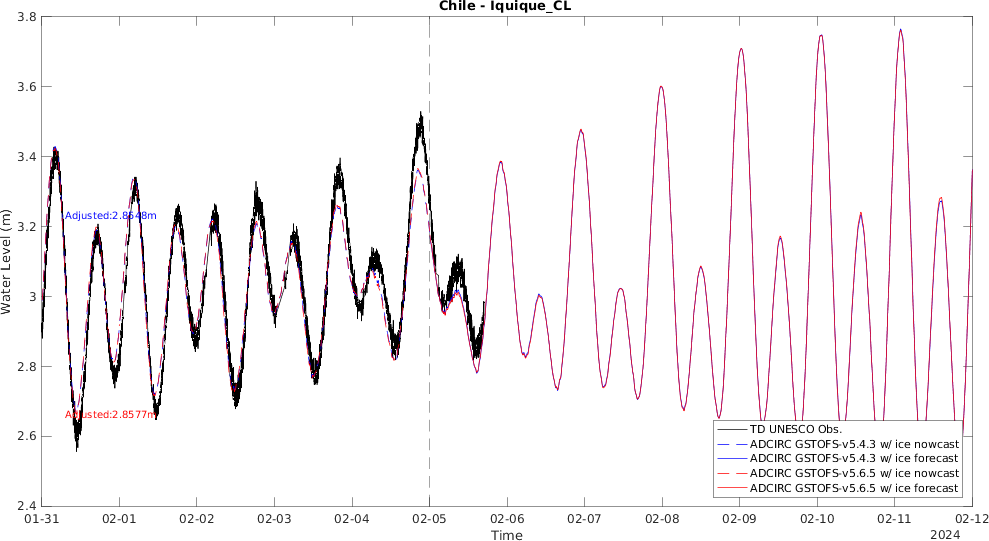 Chile - Iquique_CL
3.8
3.6
3.4
3.2
3
2.8
2.6
2.4
Water Level (m)
Adjusted:2.8548m
Adjusted:2.8577m
TD UNESCO Obs.
ADCIRC GSTOFS-v5.4.3 w/ ice nowcast
ADCIRC GSTOFS-v5.4.3 w/ ice forecast
ADCIRC GSTOFS-v5.6.5 w/ ice nowcast
ADCIRC GSTOFS-v5.6.5 w/ ice forecast
01-31 02-01 02-02 02-03 02-04 02-05 02-06 02-07 02-08 02-09 02-10 02-11 02-12
Time
2024